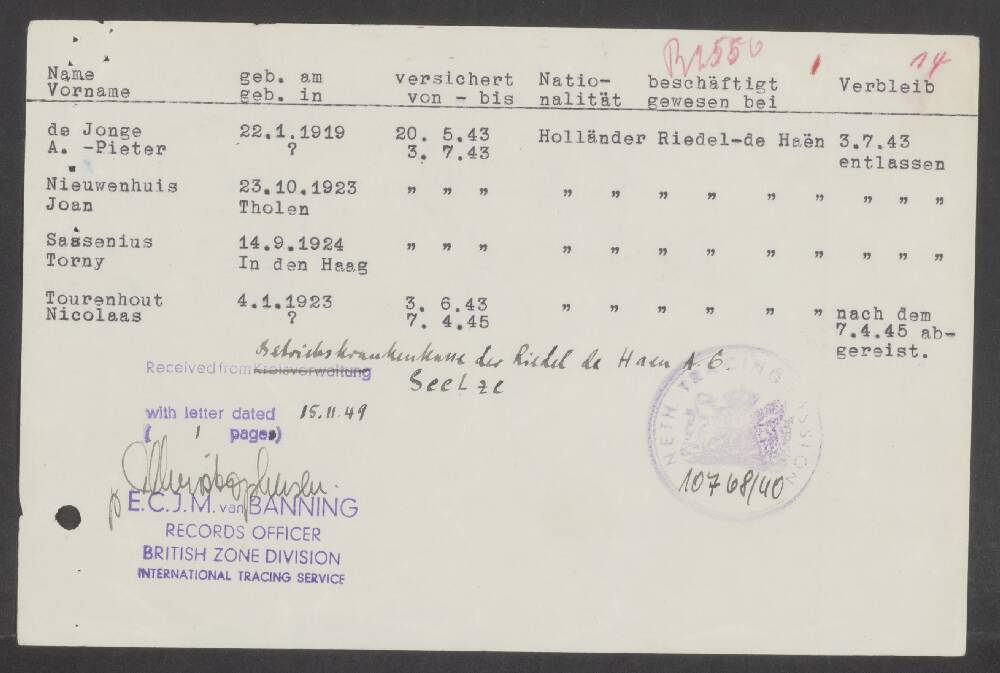 14
Name geb. am versichert Natio- beschäftigt Verbleib
Vorname geb. in von - bis nalität gewesen bei
de Jonge 22.1.1919 20. 5.43 Holländer Riedel-de Haën 3.7.43
A. -Pieter ? 3. 7.43 entlassen
Nieuwenhuis 23.10.1923 " " " " " " " " " " " "
Joan Tholen
Sassenius 14.9.1924 " " " " " " " " " " " "
Torny In den Haag
Tourenhout 4.1.1923 3. 6.43 " " " " " " nach dem
Nicolaas ? 7. 4.45 7.4.45 ab-
gereist.
Betriebskrankenkasse der Riedel de Haen A.G.
Received from Kreisverwaltung Seelze
with letter dated 15.11.49
( 1 pages)
NETH TRACING MISSION
10768/40
E.C.J.M. van BANNING
RECORDS OFFICER
BRITISH ZONE DIVISION
INTERNATIONAL TRACING SERVICE